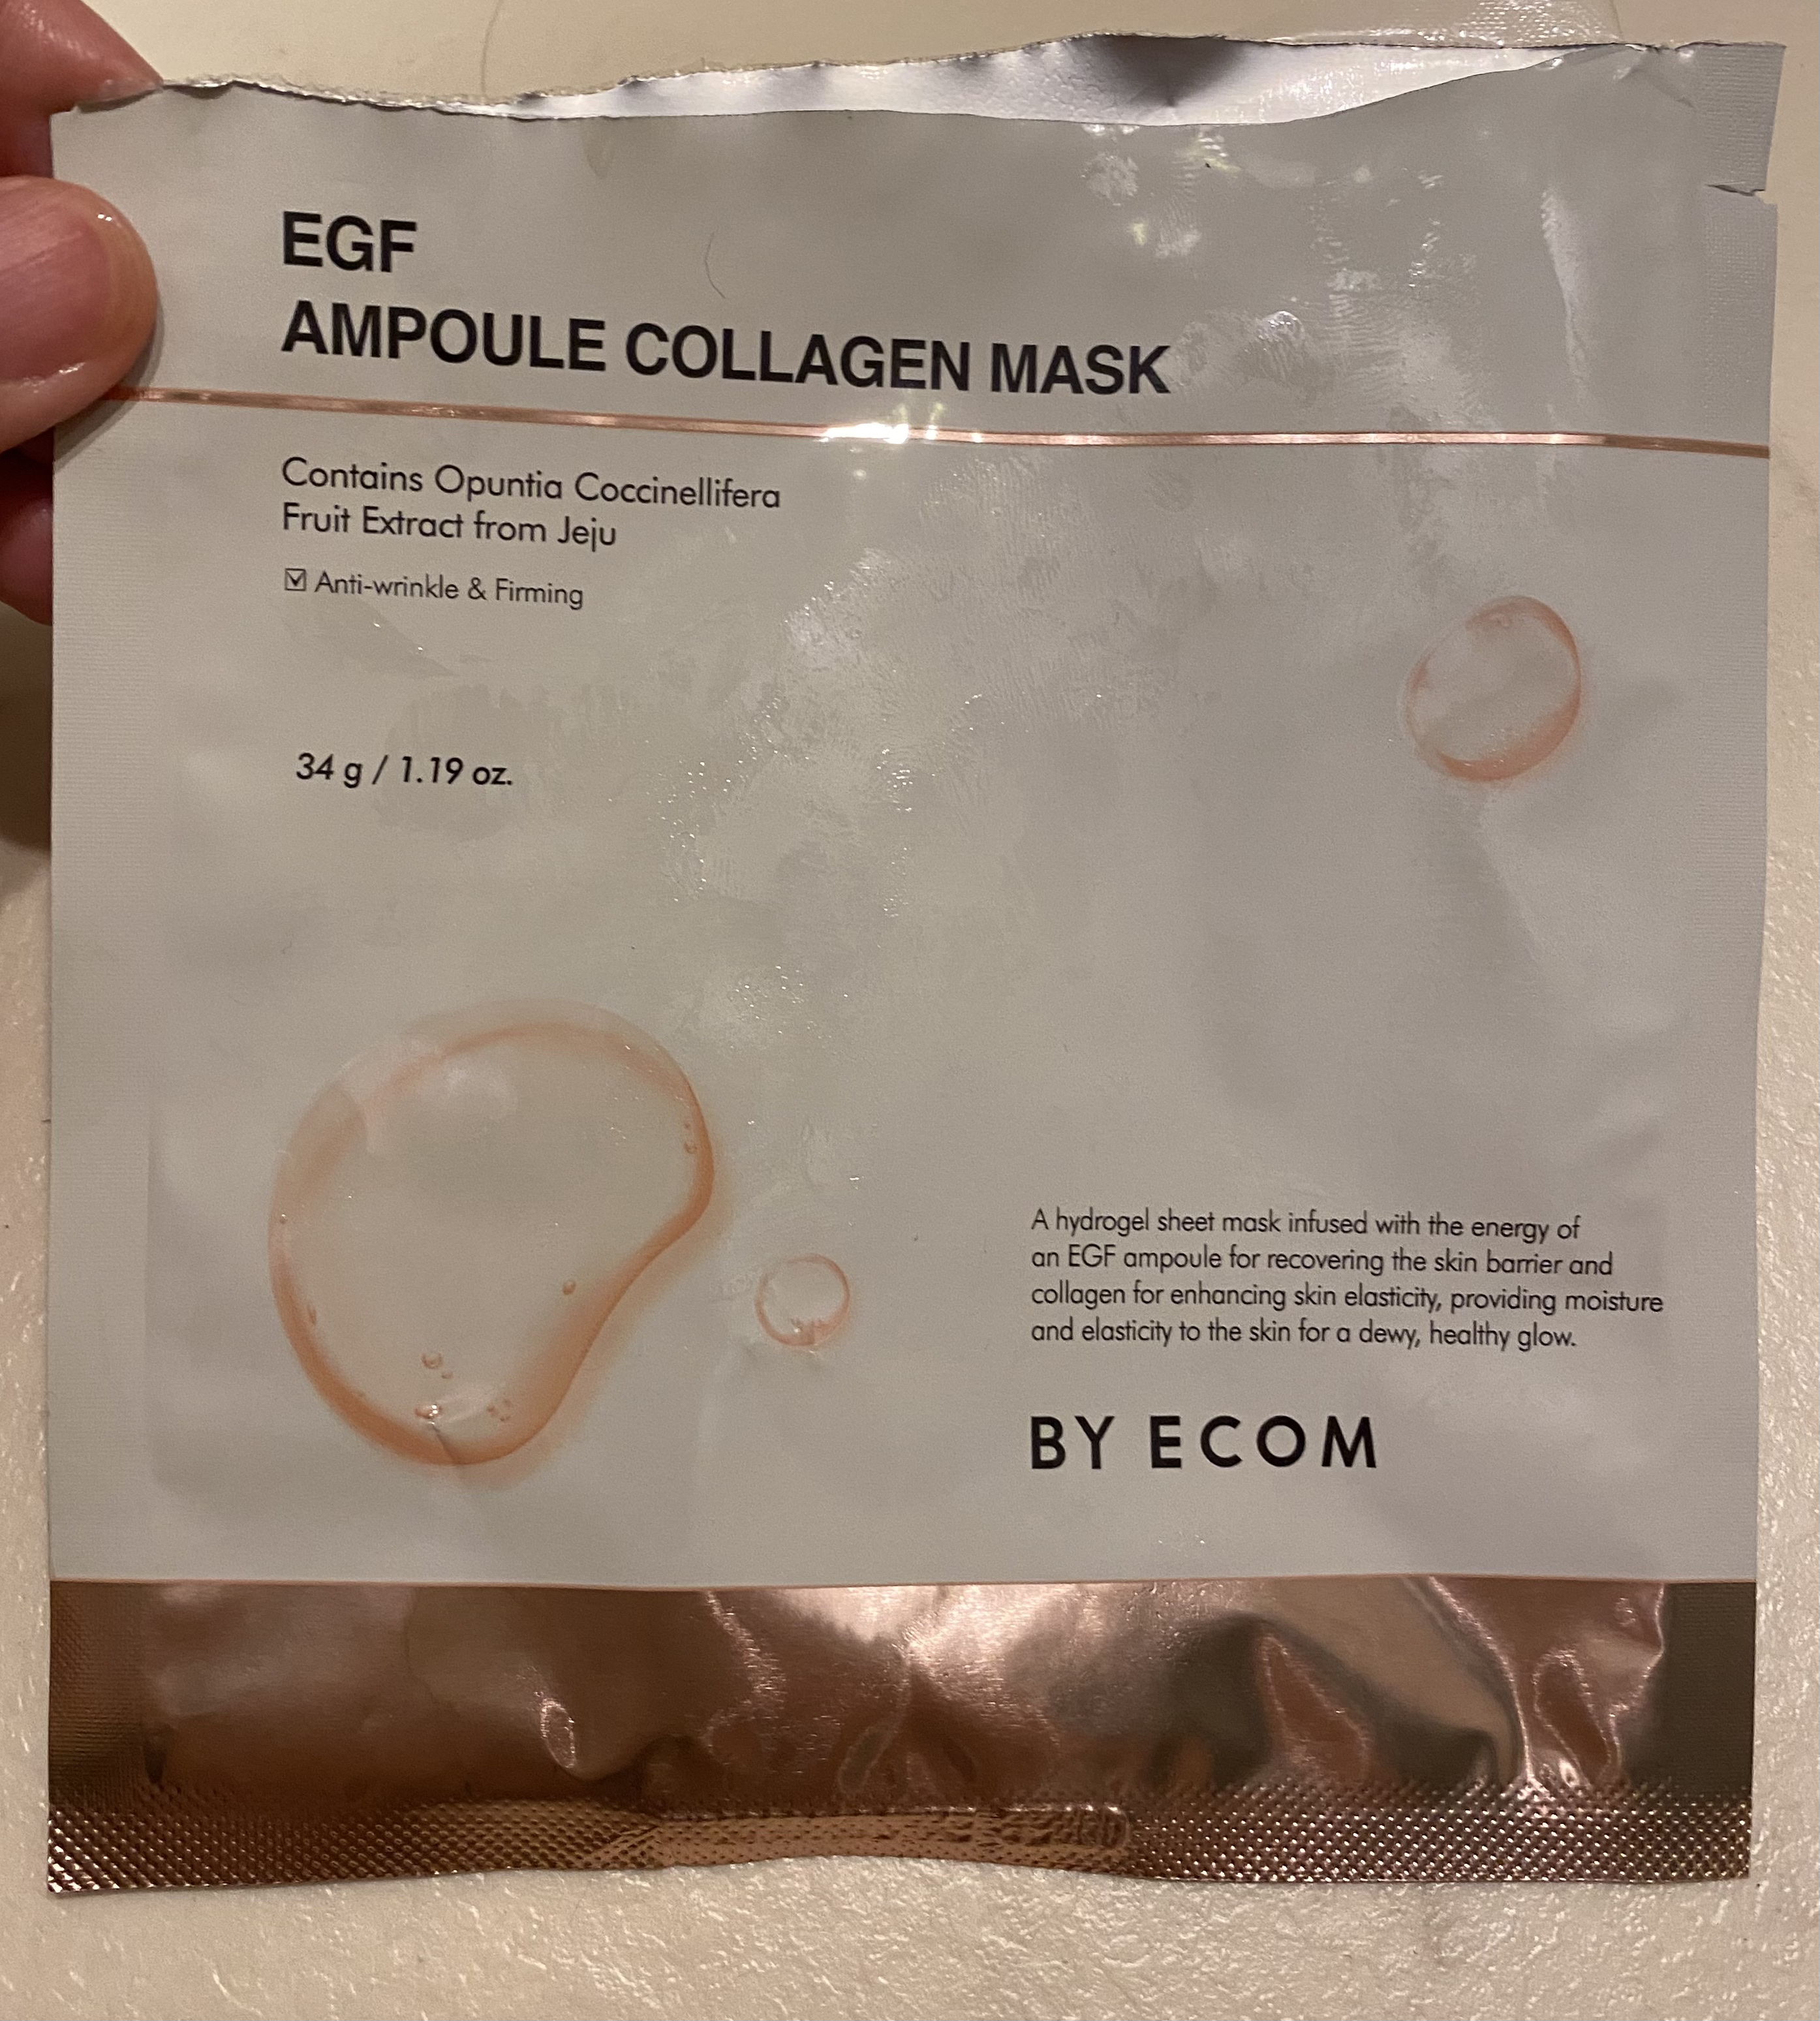 EGF
AMPOULE COLLAGEN MASK
Contains Opuntia Coccinellifera
Fruit Extract from Jeju
☑ Anti-wrinkle & Firming
34 g / 1.19 oz.
A hydrogel sheet mask infused with the energy of
an EGF ampoule for recovering the skin barrier and
collagen for enhancing skin elasticity, providing moisture
and elasticity to the skin for a dewy, healthy glow.
BY ECOM